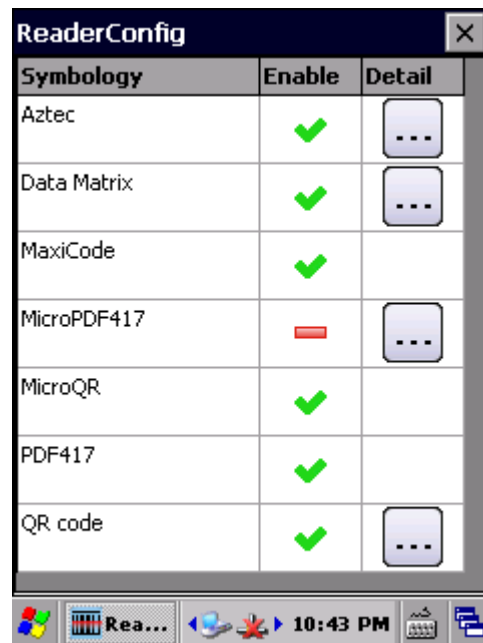 ReaderConfig
Symbology Enable Detail
Aztec ...
Data Matrix ...
MaxiCode
MicroPDF417 ...
MicroQR
PDF417
QR code ...
Rea... 10:43 PM